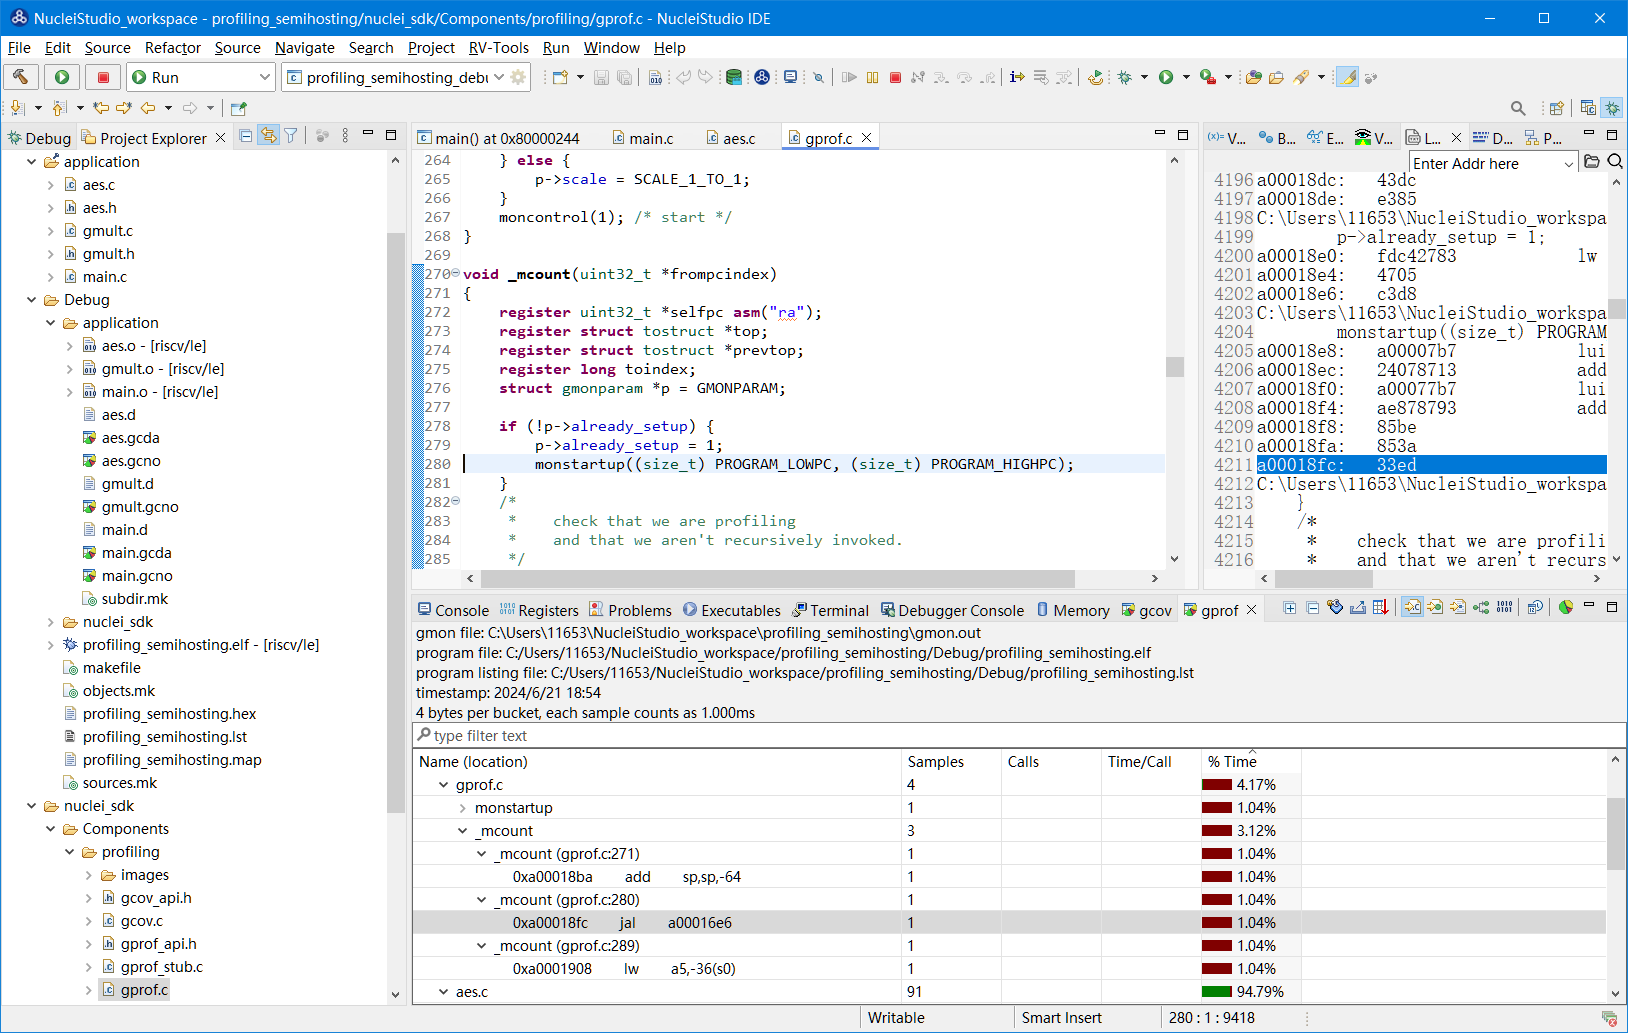 NucleiStudio_workspace - profiling_semihosting/nuclei_sdk/Components/profiling/gprof.c - NucleiStudio IDE
File Edit Source Refactor Source Navigate Search Project RV-Tools Run Window Help
Run profiling_semihosting_debu
Debug Project Explorer
application
aes.c
aes.h
gmult.c
gmult.h
main.c
Debug
application
aes.o - [riscv/le]
gmult.o - [riscv/le]
main.o - [riscv/le]
aes.d
aes.gcda
aes.gcno
gmult.d
gmult.gcno
main.d
main.gcda
main.gcno
subdir.mk
nuclei_sdk
profiling_semihosting.elf - [riscv/le]
makefile
objects.mk
profiling_semihosting.hex
profiling_semihosting.lst
profiling_semihosting.map
sources.mk
nuclei_sdk
Components
profiling
images
gcov_api.h
gcov.c
gprof_api.h
gprof_stub.c
gprof.c
main() at 0x80000244 main.c aes.c gprof.c
264 } else {
265 p->scale = SCALE_1_TO_1;
266 }
267 moncontrol(1); /* start */
268 }
269
270 void _mcount(uint32_t *frompcindex)
271 {
272 register uint32_t *selfpc asm("ra");
273 register struct tostruct *top;
274 register struct tostruct *prevtop;
275 register long toindex;
276 struct gmonparam *p = GMONPARAM;
277
278 if (!p->already_setup) {
279 p->already_setup = 1;
280 monstartup((size_t) PROGRAM_LOWPC, (size_t) PROGRAM_HIGHPC);
281 }
282 /*
283 * check that we are profiling
284 * and that we aren't recursively invoked.
285 */
(x)= V... B... E... V... L... D... P...
Enter Addr here
4196 a00018dc: 43dc
4197 a00018de: e385
4198 C:\Users\11653\NucleiStudio_workspa
4199 p->already_setup = 1;
4200 a00018e0: fdc42783 lw
4201 a00018e4: 4705
4202 a00018e6: c3d8
4203 C:\Users\11653\NucleiStudio_workspa
4204 monstartup((size_t) PROGRAM
4205 a00018e8: a00007b7 lui
4206 a00018ec: 24078713 add
4207 a00018f0: a00077b7 lui
4208 a00018f4: ae878793 add
4209 a00018f8: 85be
4210 a00018fa: 853a
4211 a00018fc: 33ed
4212 C:\Users\11653\NucleiStudio_workspa
4213 }
4214 /*
4215 * check that we are profili
4216 * and that we aren't recurs
Console Registers Problems Executables Terminal Debugger Console Memory gcov gprof
gmon file: C:\Users\11653\NucleiStudio_workspace\profiling_semihosting\gmon.out
program file: C:/Users/11653/NucleiStudio_workspace/profiling_semihosting/Debug/profiling_semihosting.elf
program listing file: C:/Users/11653/NucleiStudio_workspace/profiling_semihosting/Debug/profiling_semihosting.lst
timestamp: 2024/6/21 18:54
4 bytes per bucket, each sample counts as 1.000ms
type filter text
Name (location) Samples Calls Time/Call % Time
gprof.c 4 4.17%
monstartup 1 1.04%
_mcount 3 3.12%
_mcount (gprof.c:271) 1 1.04%
0xa00018ba add sp,sp,-64 1 1.04%
_mcount (gprof.c:280) 1 1.04%
0xa00018fc jal a00016e6 1 1.04%
_mcount (gprof.c:289) 1 1.04%
0xa0001908 lw a5,-36(s0) 1 1.04%
aes.c 91 94.79%
Writable Smart Insert 280 : 1 : 9418